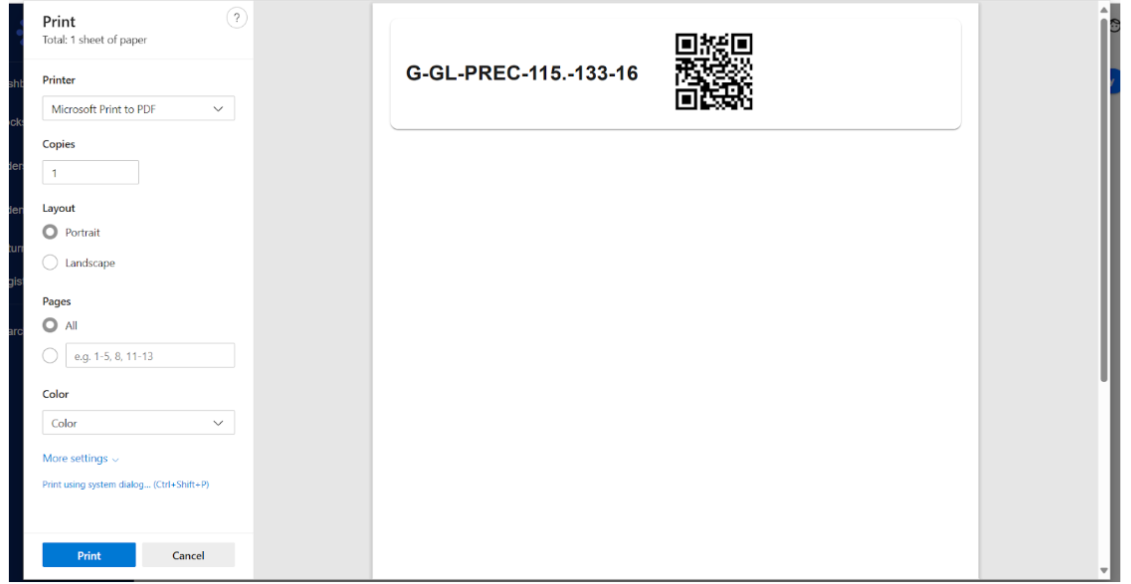 Print
?
Total: 1 sheet of paper
Printer
Microsoft Print to PDF
Copies
1
Layout
Portrait
Landscape
Pages
All
e.g. 1-5, 8, 11-13
Color
Color
More settings
Print using system dialog... (Ctrl+Shift+P)
Print
Cancel
G-GL-PREC-115.-133-16